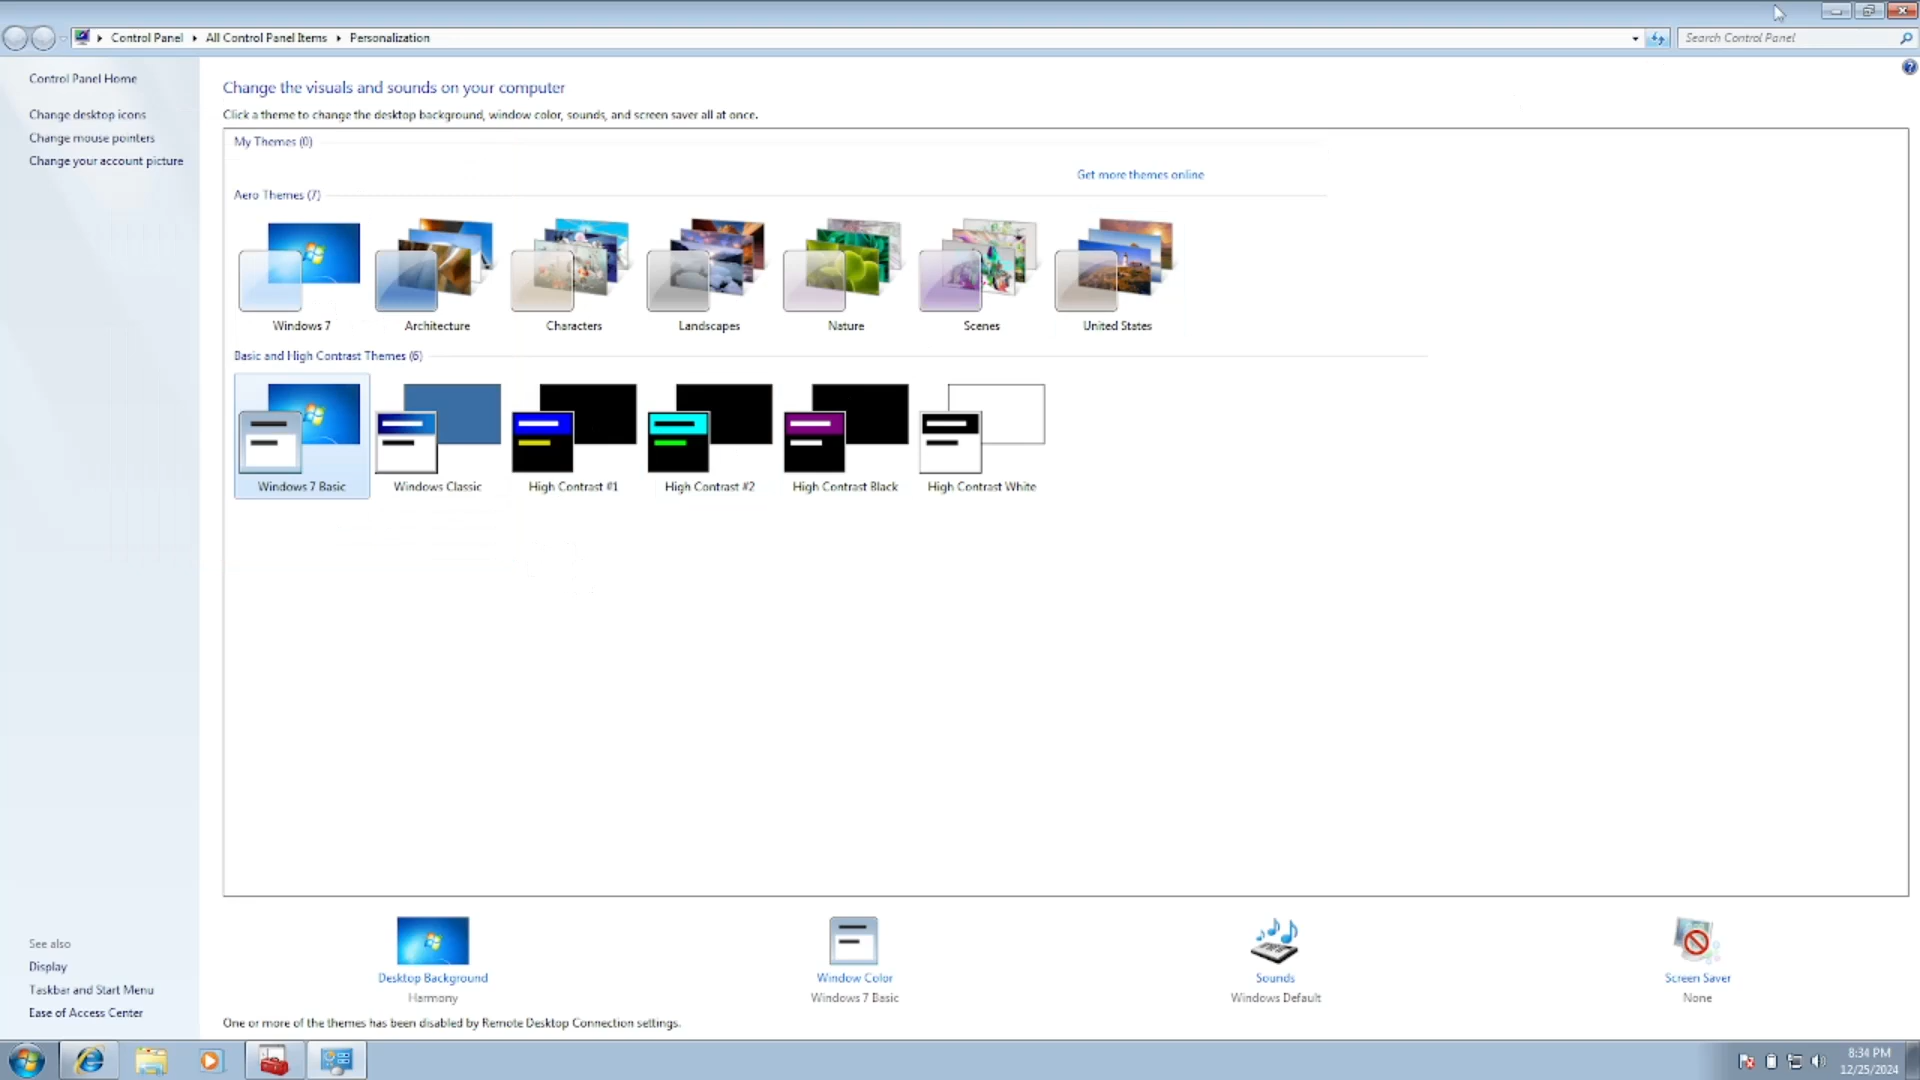 Control Panel
All Control Panel Items
Personalization
Search Control Panel
Control Panel Home
Change desktop icons
Change mouse pointers
Change your account picture
Change the visuals and sounds on your computer
Click a theme to change the desktop background, window color, sounds, and screen saver all at once.
My Themes (0)
Get more themes online
Aero Themes (7)
Windows 7
Architecture
Characters
Landscapes
Nature
Scenes
United States
Basic and High Contrast Themes (6)
Windows 7 Basic
Windows Classic
High Contrast #1
High Contrast #2
High Contrast Black
High Contrast White
Desktop Background
Harmony
Window Color
Windows 7 Basic
Sounds
Windows Default
Screen Saver
None
See also
Display
Taskbar and Start Menu
Ease of Access Center
One or more of the themes has been disabled by Remote Desktop Connection settings.
8:34 PM
12/25/2024